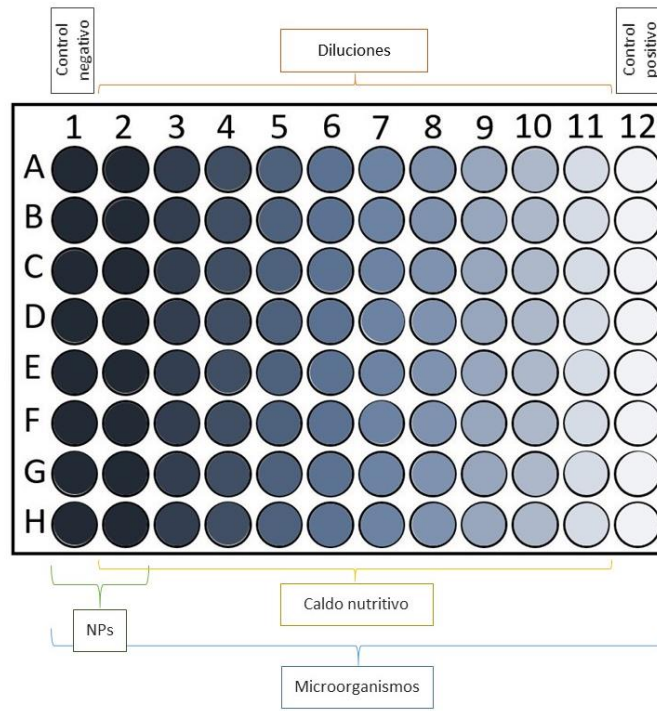 Control
negativo
Diluciones
Control
positivo
1 2 3 4 5 6 7 8 9 10 11 12
A
B
C
D
E
F
G
H
NPs
Caldo nutritivo
Microorganismos